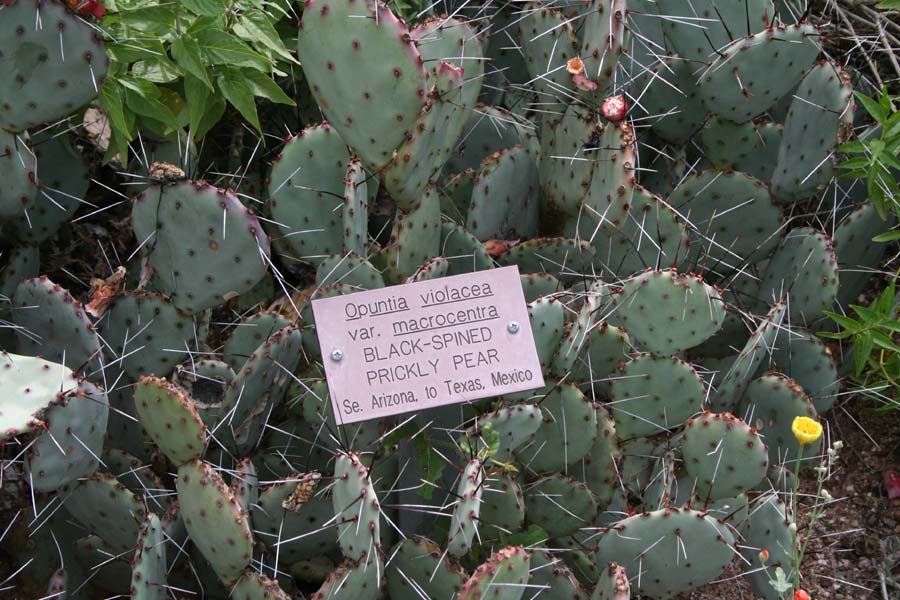 Opuntia violacea
var. macrocentra
BLACK-SPINED
PRICKLY PEAR
Se. Arizona, to Texas, Mexico